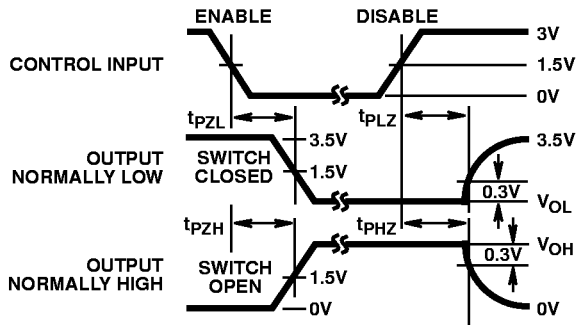 ENABLE DISABLE
3V
CONTROL INPUT 1.5V
0V
tPZL tPLZ
3.5V 3.5V
OUTPUT NORMALLY LOW
SWITCH CLOSED
1.5V
0.3V
VOL
tPZH tPHZ
VOH
0.3V
OUTPUT NORMALLY HIGH
SWITCH OPEN
1.5V
0V 0V